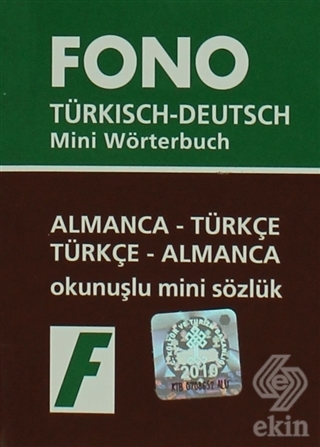 FONO
TÜRKISCH-DEUTSCH
Mini Wörterbuch
ALMANCA - TÜRKÇE
TÜRKÇE - ALMANCA
okunuşlu mini sözlük
F
2010
ekin